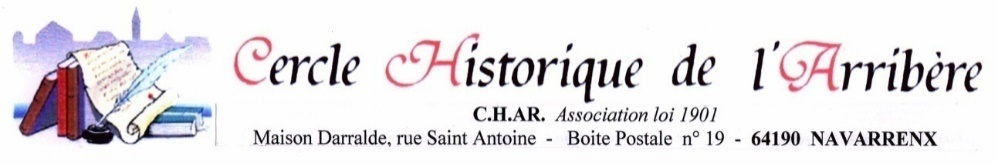 Cercle Historique de l'Arribère
C.H.AR. Association loi 1901
Maison Darralde, rue Saint Antoine - Boite Postale n° 19 - 64190 NAVARRENX